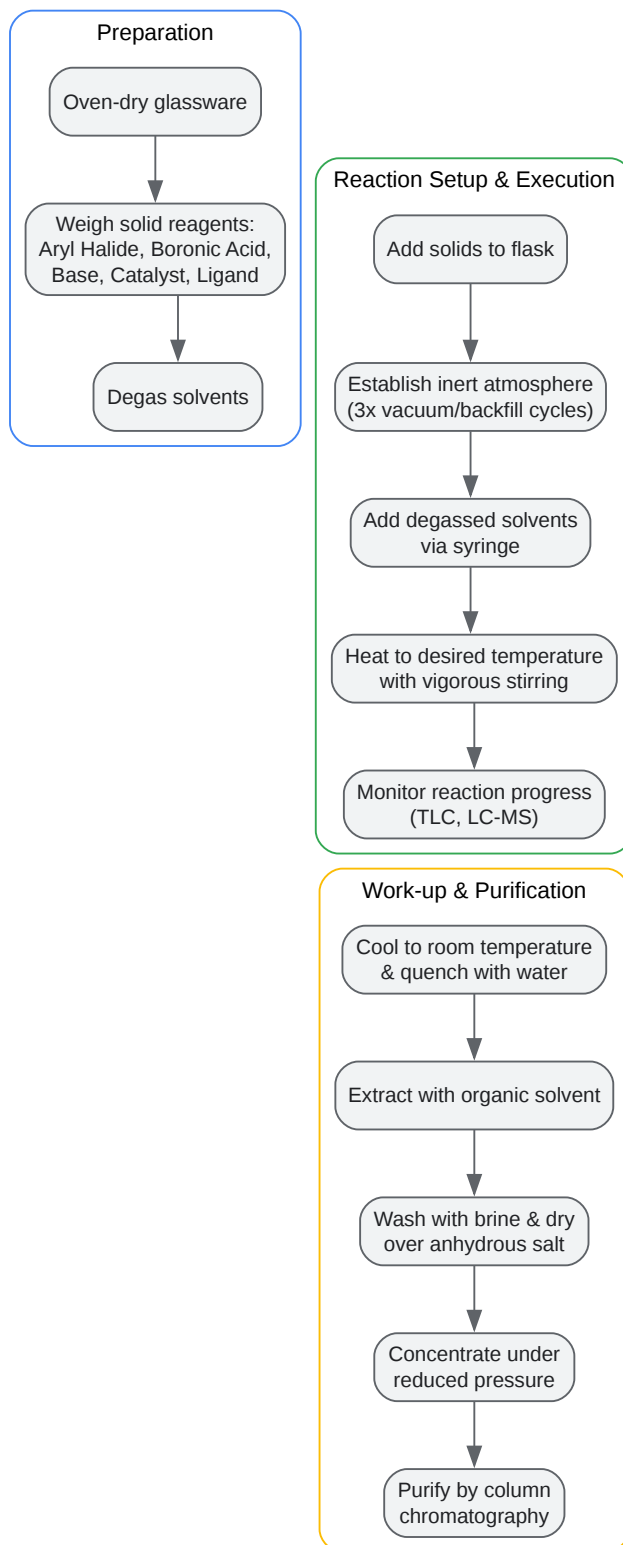 Preparation
Oven-dry glassware
Weigh solid reagents:
Aryl Halide, Boronic Acid,
Base, Catalyst, Ligand
Degas solvents
Reaction Setup & Execution
Add solids to flask
Establish inert atmosphere
(3x vacuum/backfill cycles)
Add degassed solvents
via syringe
Heat to desired temperature
with vigorous stirring
Monitor reaction progress
(TLC, LC-MS)
Work-up & Purification
Cool to room temperature
& quench with water
Extract with organic solvent
Wash with brine & dry
over anhydrous salt
Concentrate under
reduced pressure
Purify by column
chromatography